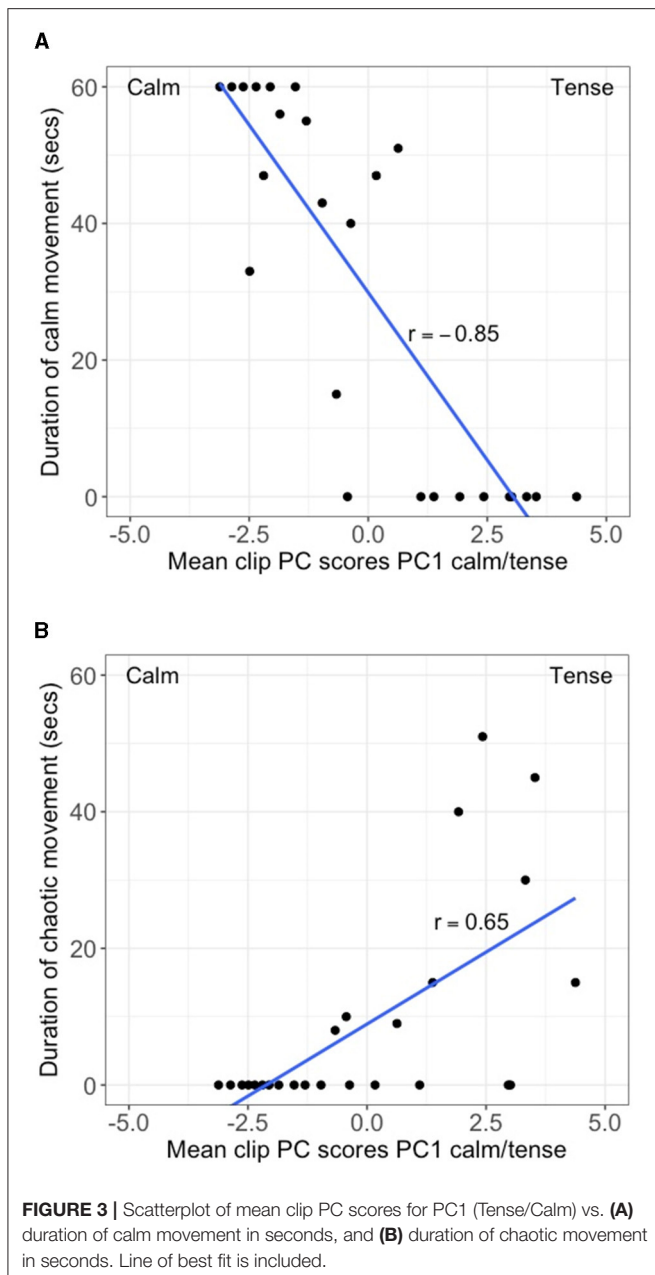 A
Calm Tense
60
40
20
0
Duration of calm movement (secs)
r = −0.85
-5.0 -2.5 0.0 2.5 5.0
Mean clip PC scores PC1 calm/tense
B
Calm Tense
60
40
20
0
Duration of chaotic movement (secs)
r = 0.65
-5.0 -2.5 0.0 2.5 5.0
Mean clip PC scores PC1 calm/tense
FIGURE 3 | Scatterplot of mean clip PC scores for PC1 (Tense/Calm) vs. (A)
duration of calm movement in seconds, and (B) duration of chaotic movement
in seconds. Line of best fit is included.